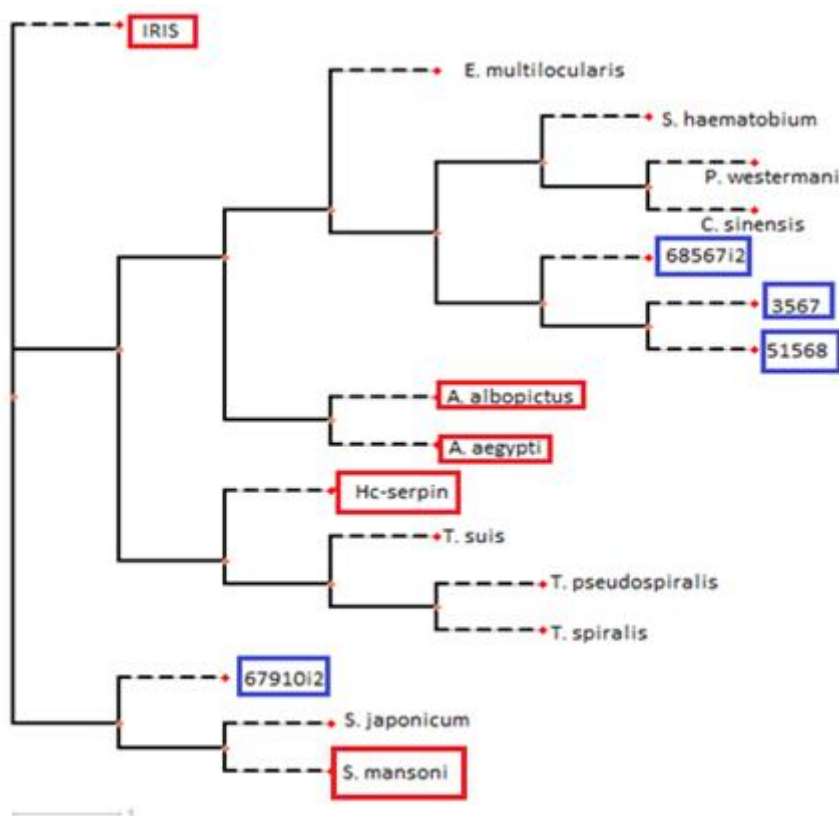 IRIS
E. multilocularis
S. haematobium
P. westermani
C. sinensis
68567i2
3567
51568
A. albopictus
A. aegypti
Hc-serpin
T. suis
T. pseudospiralis
T. spiralis
67910i2
S. japonicum
S. mansoni